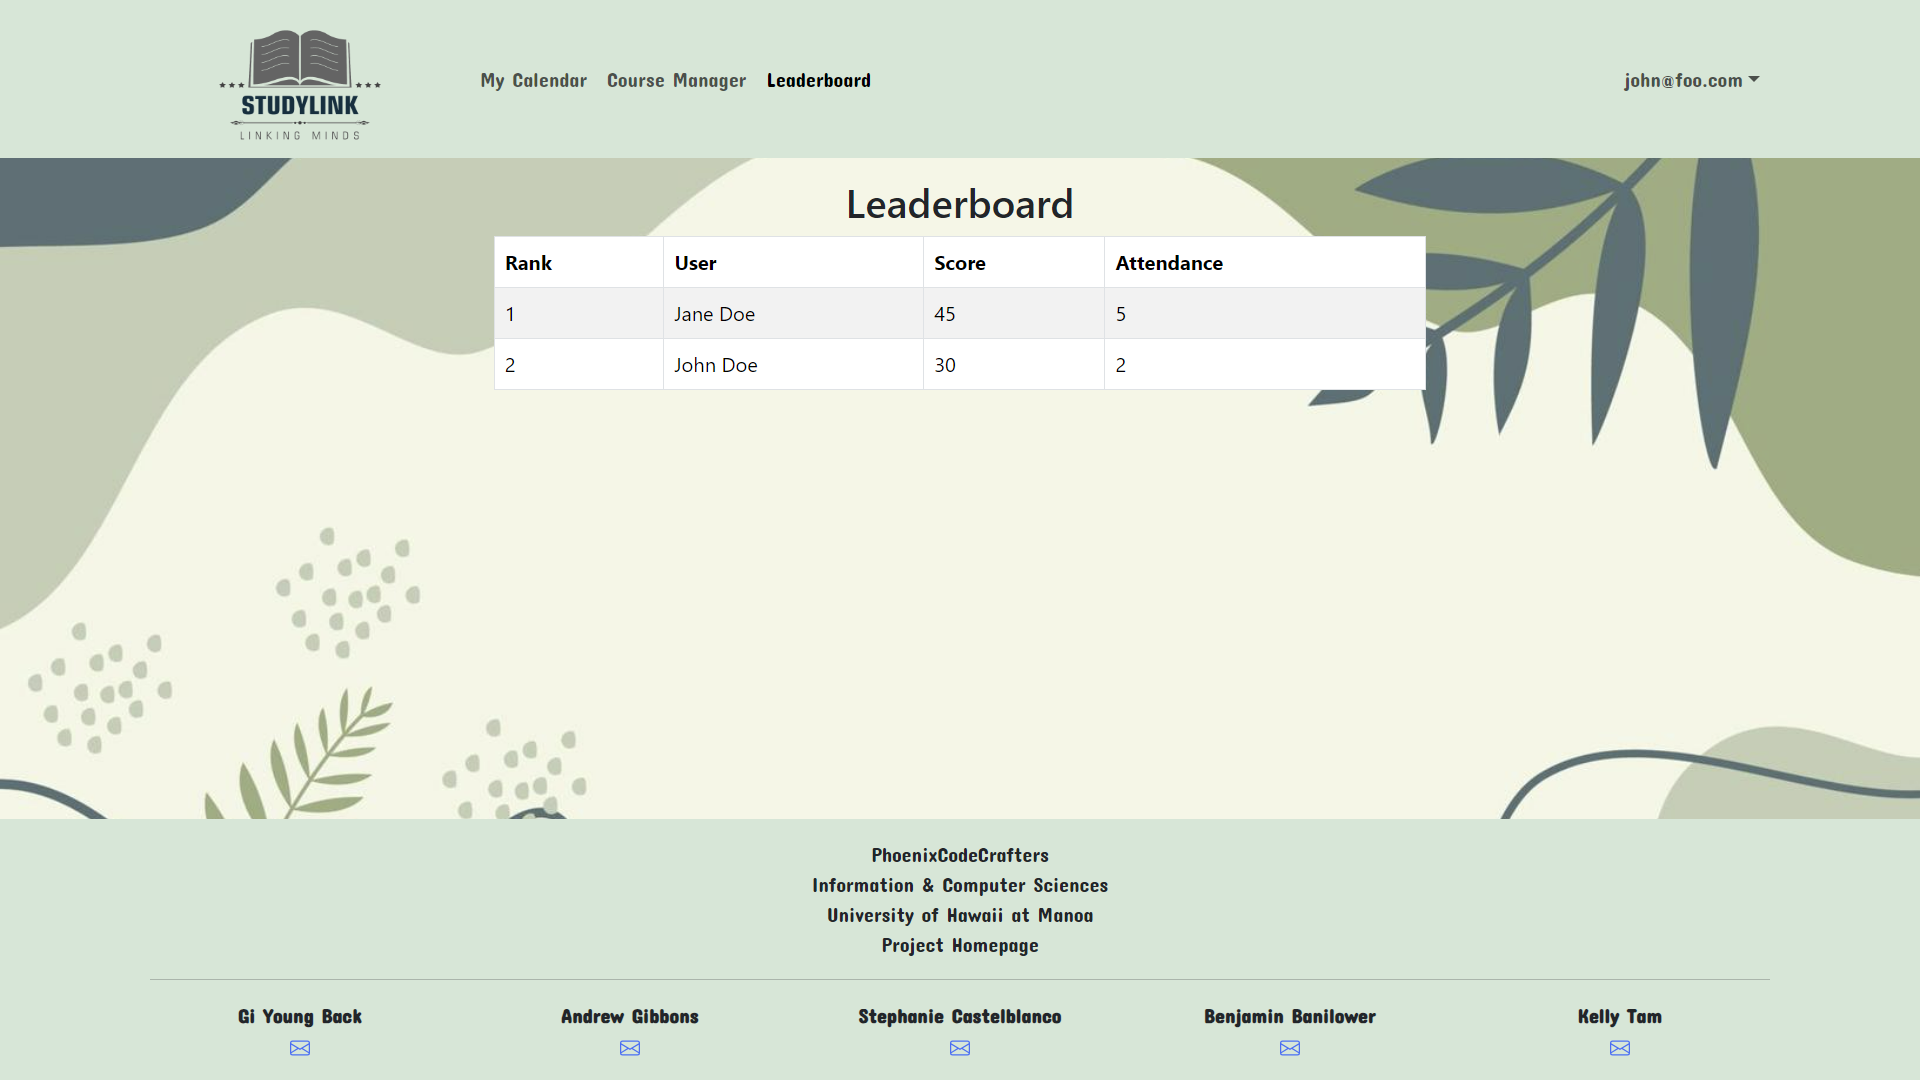 STUDYLINK
LINKING MINDS
My Calendar Course Manager Leaderboard john@foo.com
Leaderboard
Rank User Score Attendance
1 Jane Doe 45 5
2 John Doe 30 2
PhoenixCodeCrafters
Information & Computer Sciences
University of Hawaii at Manoa
Project Homepage
Gi Young Back Andrew Gibbons Stephanie Castelblanco Benjamin Banilower Kelly Tam